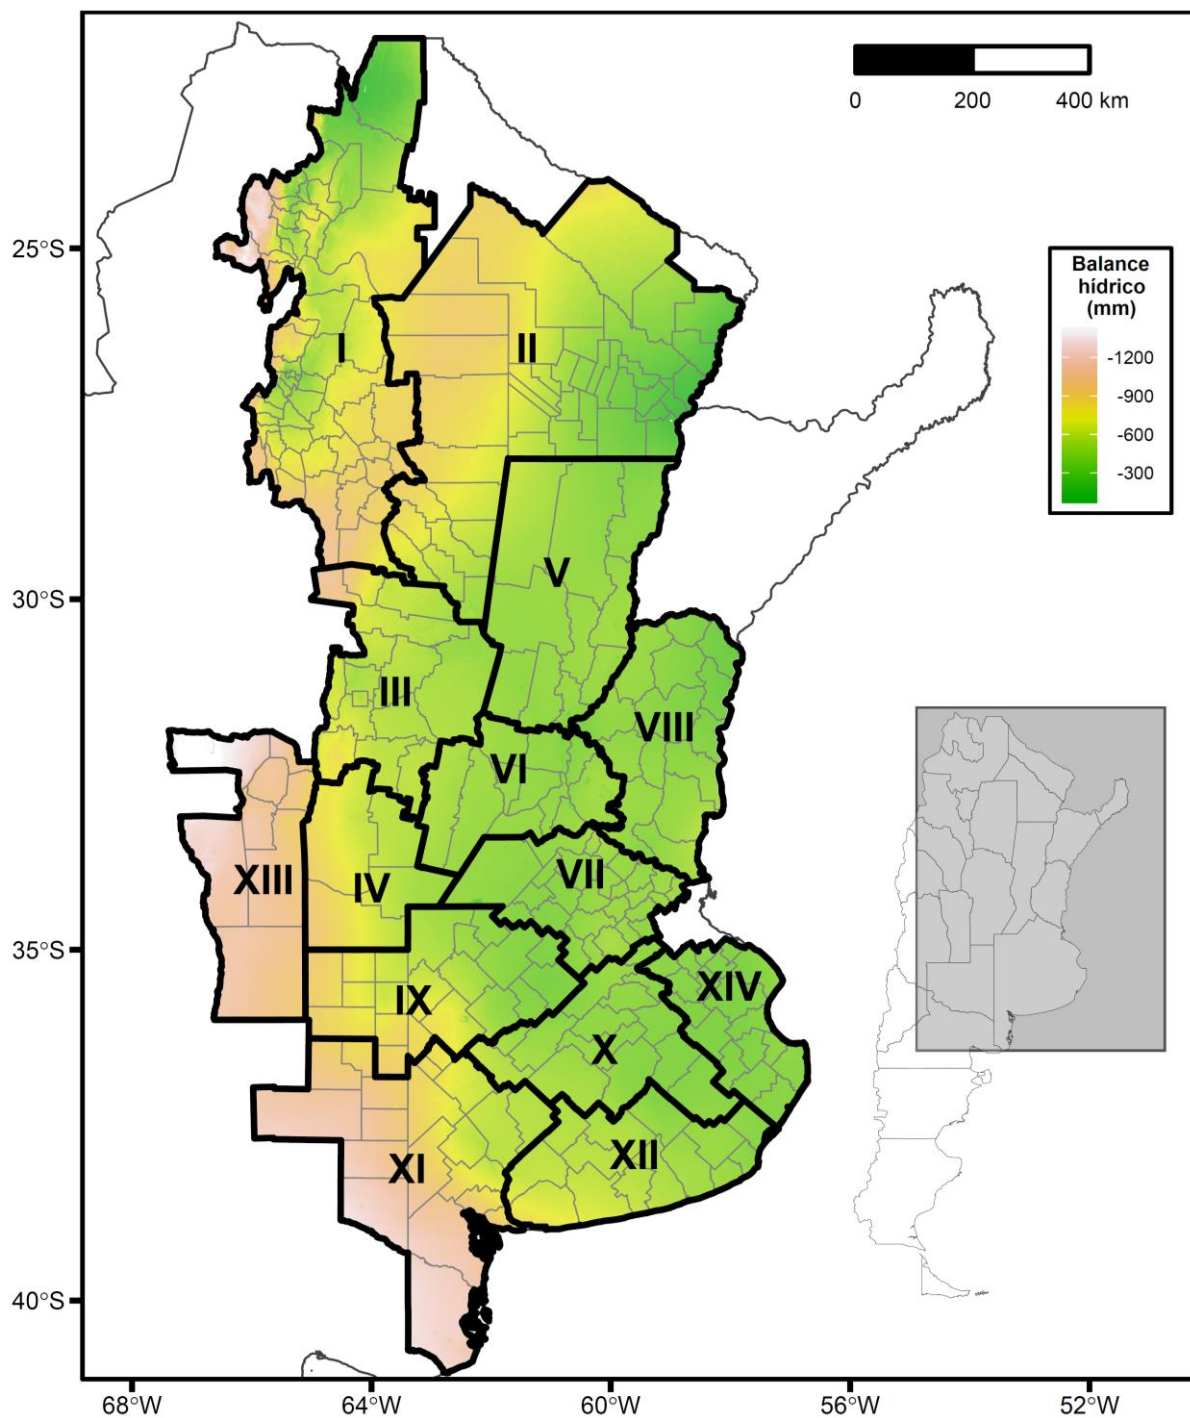 0 200 400 km
25°S
Balance
hídrico
(mm)
-1200
-900
-600
-300
I
II
30°S
V
III
VIII
VI
XIII
IV
VII
35°S
XIV
IX
X
XII
XI
40°S
68°W 64°W 60°W 56°W 52°W